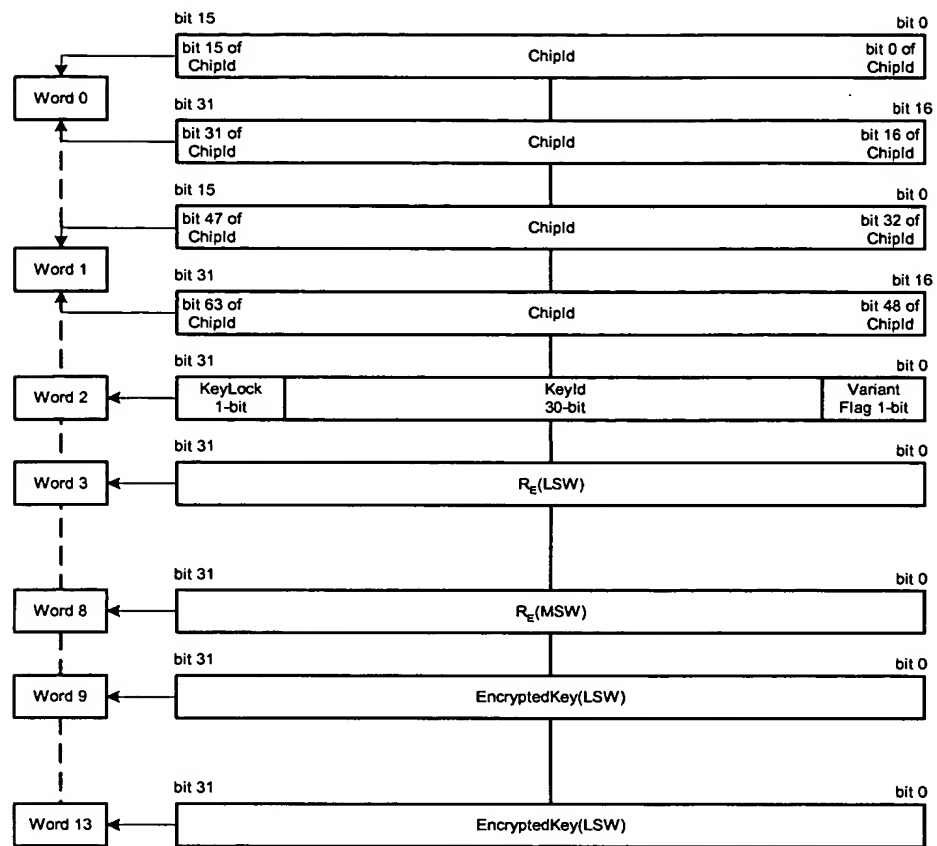 bit 15 bit 0
bit 15 of ChipId bit 0 of
ChipId ChipId
Word 0
bit 31 bit 16
bit 31 of ChipId bit 16 of
ChipId ChipId
bit 15 bit 0
bit 47 of ChipId bit 32 of
ChipId ChipId
Word 1
bit 31 bit 16
bit 63 of ChipId bit 48 of
ChipId ChipId
bit 31 bit 0
Word 2 KeyLock KeyId Variant
1-bit 30-bit Flag 1-bit
bit 31 bit 0
Word 3 RE(LSW)
bit 31 bit 0
Word 8 RE(MSW)
bit 31 bit 0
Word 9 EncryptedKey(LSW)
bit 31 bit 0
Word 13 EncryptedKey(LSW)